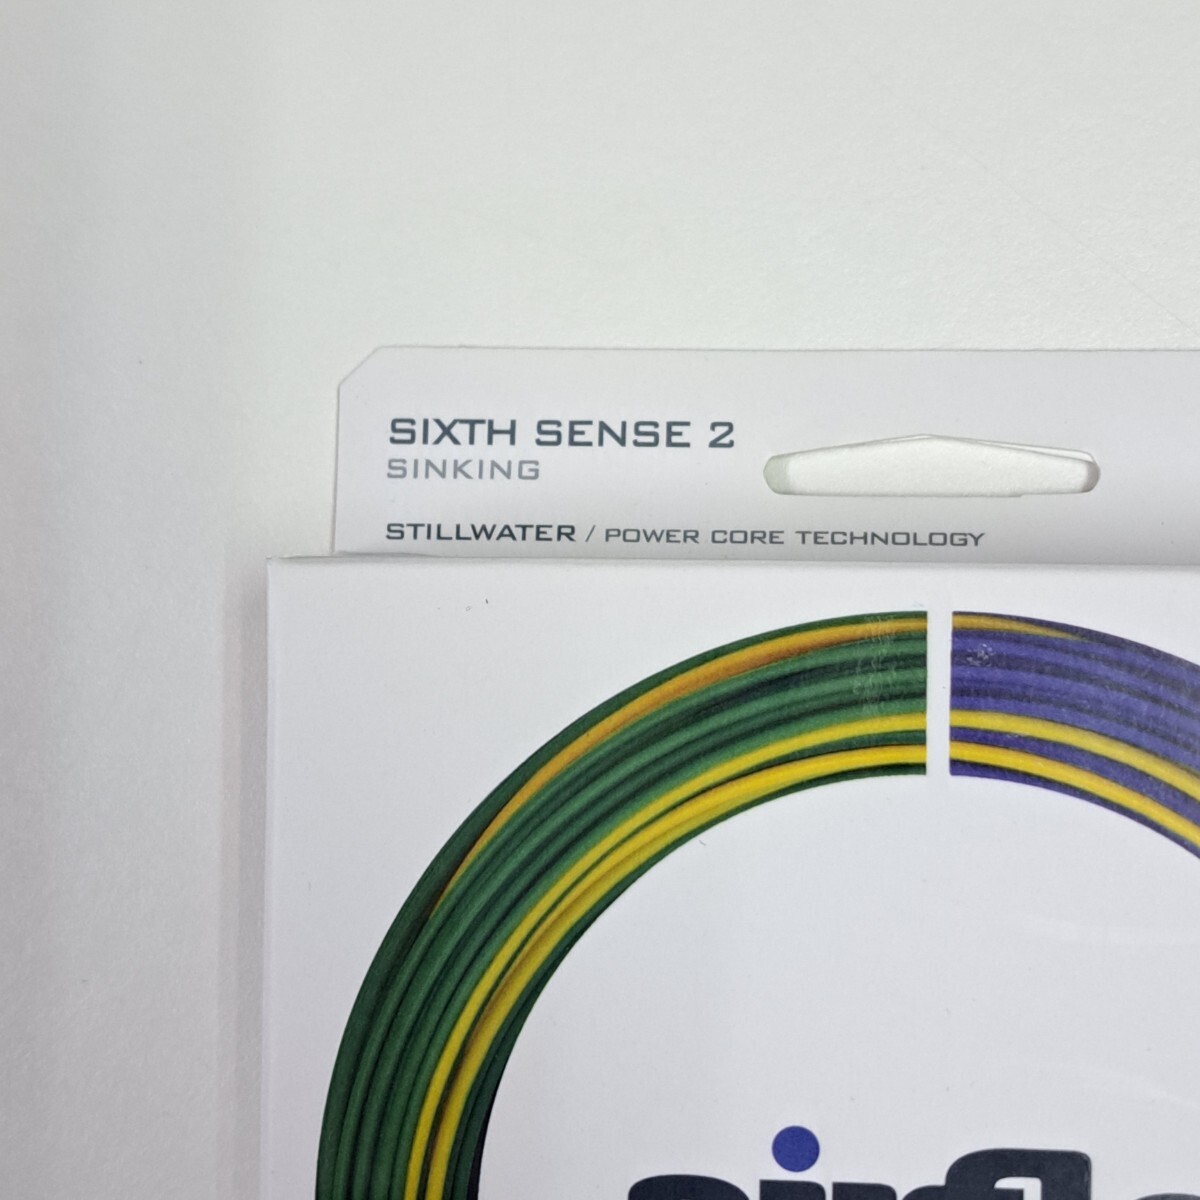 SIXTH SENSE 2
SINKING
STILLWATER / POWER CORE TECHNOLOGY